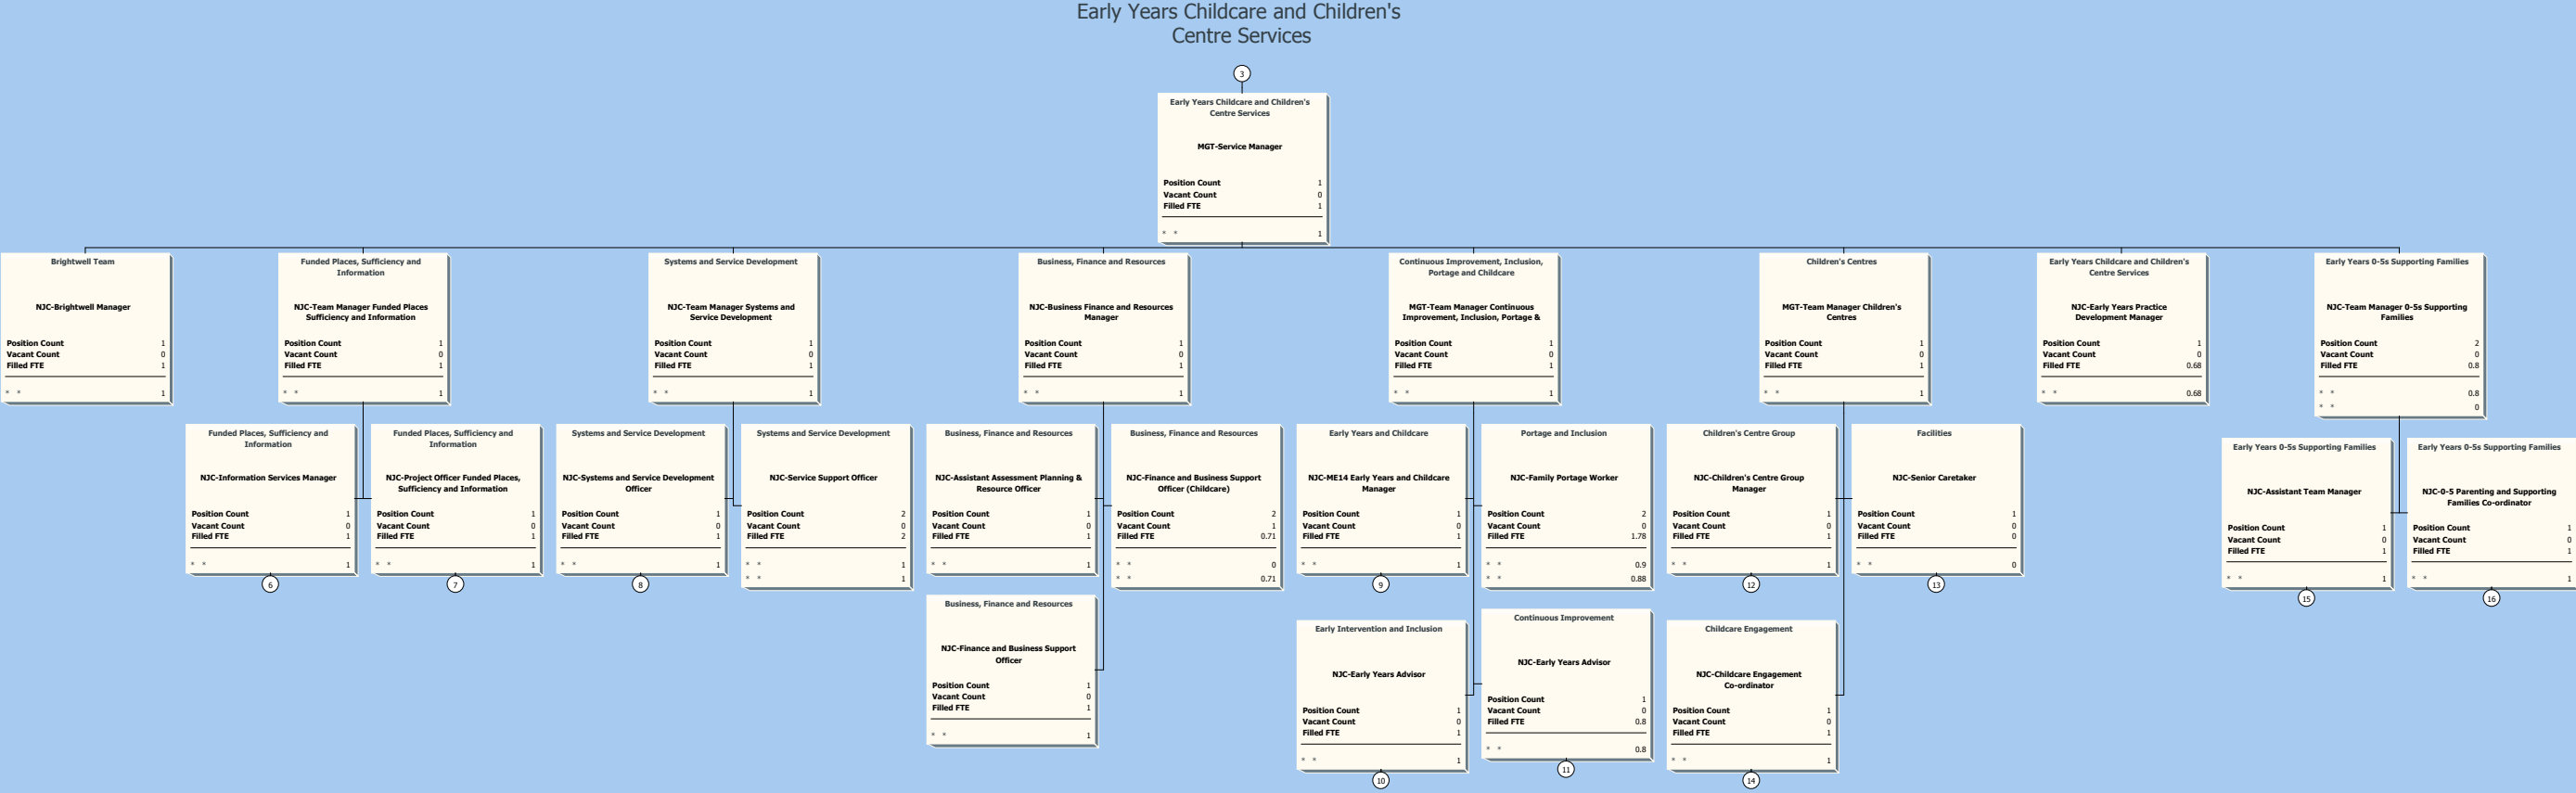 Early Years Childcare and Children's
Centre Services
3
Early Years Childcare and Children's
Centre Services
MGT-Service Manager
Position Count 1
Vacant Count 0
Filled FTE 1
* * 1
Brightwell Team
NJC-Brightwell Manager
Position Count 1
Vacant Count 0
Filled FTE 1
* * 1
Funded Places, Sufficiency and
Information
NJC-Team Manager Funded Places
Sufficiency and Information
Position Count 1
Vacant Count 0
Filled FTE 1
* * 1
Systems and Service Development
NJC-Team Manager Systems and
Service Development
Position Count 1
Vacant Count 0
Filled FTE 1
* * 1
Business, Finance and Resources
NJC-Business Finance and Resources
Manager
Position Count 1
Vacant Count 0
Filled FTE 1
* * 1
Continuous Improvement, Inclusion,
Portage and Childcare
MGT-Team Manager Continuous
Improvement, Inclusion, Portage &
Position Count 1
Vacant Count 0
Filled FTE 1
* * 1
Children's Centres
MGT-Team Manager Children's
Centres
Position Count 1
Vacant Count 0
Filled FTE 1
* * 1
Early Years Childcare and Children's
Centre Services
NJC-Early Years Practice
Development Manager
Position Count 1
Vacant Count 0
Filled FTE 0.68
* * 0.68
Early Years 0-5s Supporting Families
NJC-Team Manager 0-5s Supporting
Families
Position Count 2
Vacant Count 0
Filled FTE 0.8
* * 0.8
* * 0
Funded Places, Sufficiency and
Information
NJC-Information Services Manager
Position Count 1
Vacant Count 0
Filled FTE 1
* * 1
6
Funded Places, Sufficiency and
Information
NJC-Project Officer Funded Places,
Sufficiency and Information
Position Count 1
Vacant Count 0
Filled FTE 1
* * 1
7
Systems and Service Development
NJC-Systems and Service Development
Officer
Position Count 1
Vacant Count 0
Filled FTE 1
* * 1
8
Systems and Service Development
NJC-Service Support Officer
Position Count 2
Vacant Count 0
Filled FTE 2
* * 1
* * 1
Business, Finance and Resources
NJC-Assistant Assessment Planning &
Resource Officer
Position Count 1
Vacant Count 0
Filled FTE 1
* * 1
Business, Finance and Resources
NJC-Finance and Business Support
Officer (Childcare)
Position Count 2
Vacant Count 1
Filled FTE 0.71
* * 0
* * 0.71
Early Years and Childcare
NJC-ME14 Early Years and Childcare
Manager
Position Count 1
Vacant Count 0
Filled FTE 1
* * 1
9
Portage and Inclusion
NJC-Family Portage Worker
Position Count 2
Vacant Count 0
Filled FTE 1.78
* * 0.9
* * 0.88
Children's Centre Group
NJC-Children's Centre Group
Manager
Position Count 1
Vacant Count 0
Filled FTE 1
* * 1
12
Facilities
NJC-Senior Caretaker
Position Count 1
Vacant Count 0
Filled FTE 0
* * 0
13
Early Years 0-5s Supporting Families
NJC-Assistant Team Manager
Position Count 1
Vacant Count 0
Filled FTE 1
* * 1
15
Early Years 0-5s Supporting Families
NJC-0-5 Parenting and Supporting
Families Co-ordinator
Position Count 1
Vacant Count 0
Filled FTE 1
* * 1
16
Business, Finance and Resources
NJC-Finance and Business Support
Officer
Position Count 1
Vacant Count 0
Filled FTE 1
* * 1
Early Intervention and Inclusion
NJC-Early Years Advisor
Position Count 1
Vacant Count 0
Filled FTE 1
* * 1
10
Continuous Improvement
NJC-Early Years Advisor
Position Count 1
Vacant Count 0
Filled FTE 0.8
* * 0.8
11
Childcare Engagement
NJC-Childcare Engagement
Co-ordinator
Position Count 1
Vacant Count 0
Filled FTE 1
* * 1
14